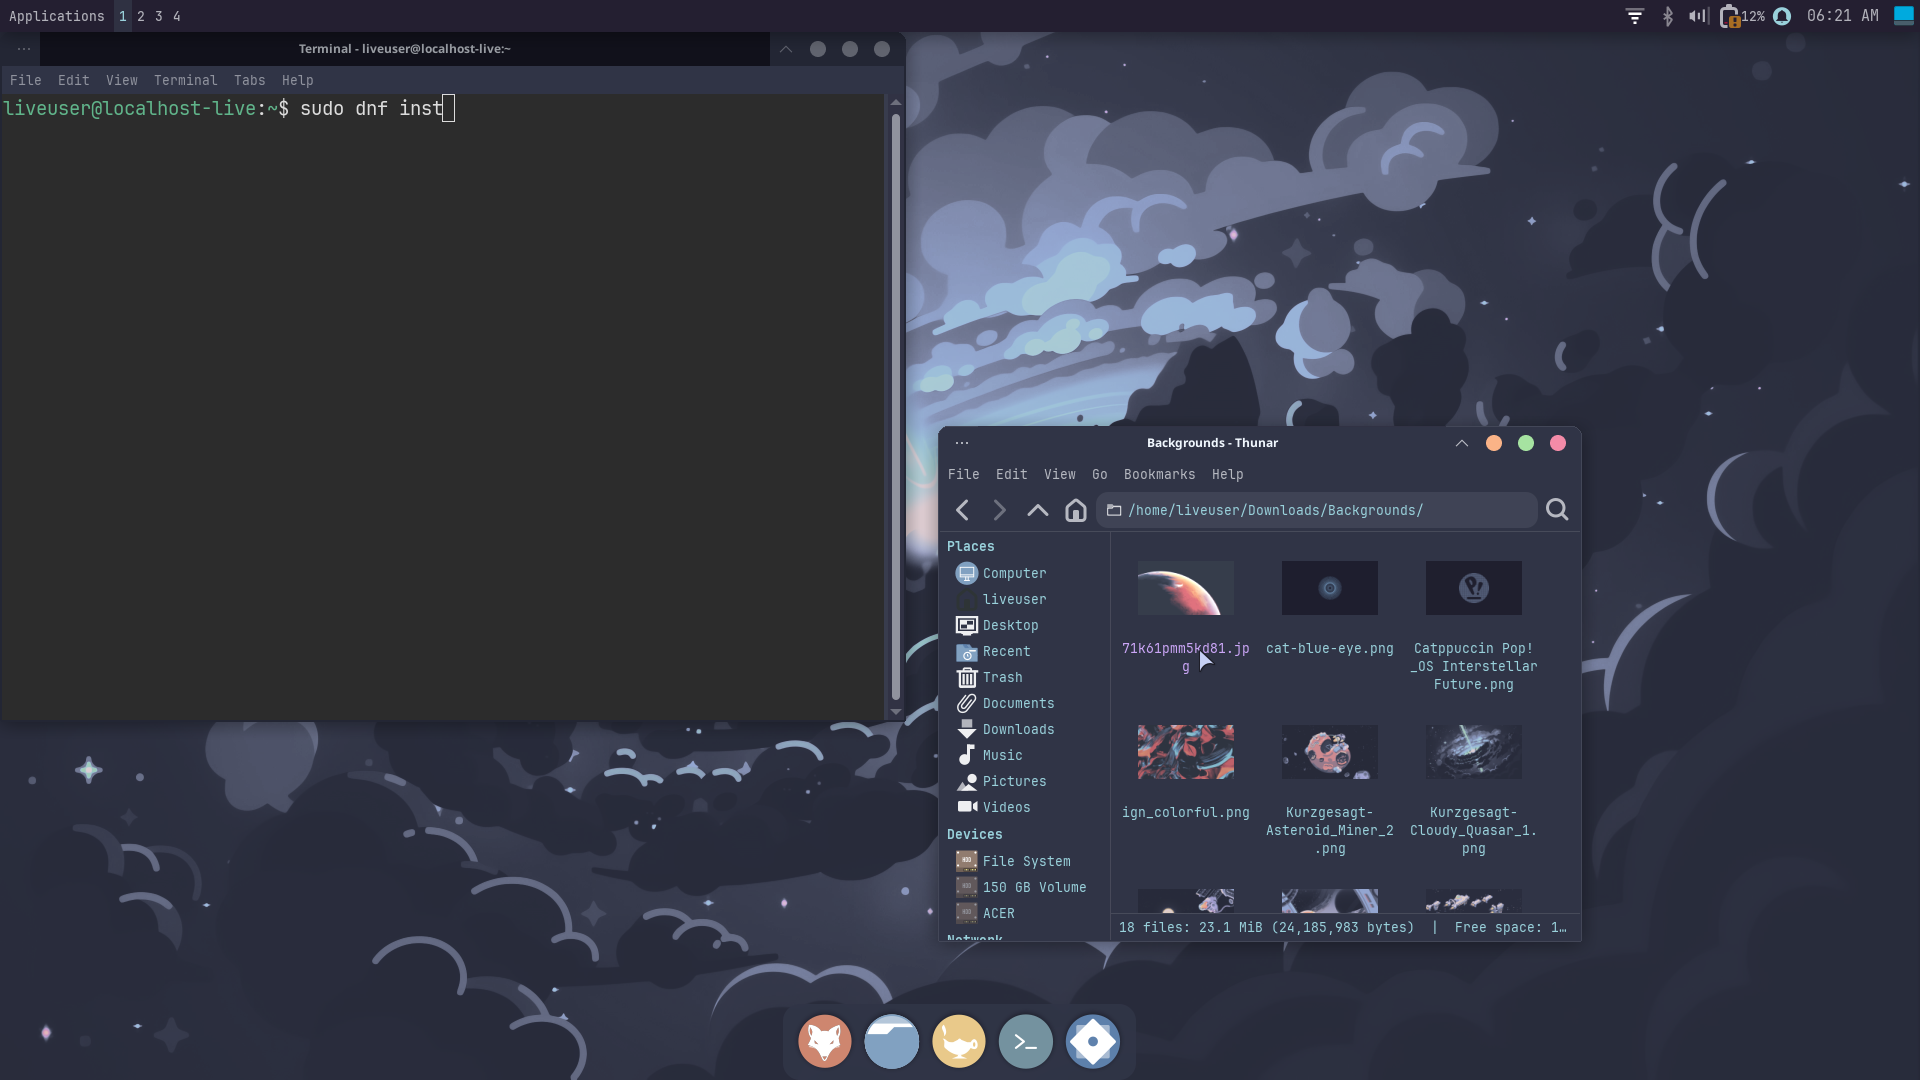 Applications 1 2 3 4
12% 06:21 AM
Terminal - liveuser@localhost-live:~
File Edit View Terminal Tabs Help
liveuser@localhost-live:~$ sudo dnf inst
Backgrounds - Thunar
File Edit View Go Bookmarks Help
/home/liveuser/Downloads/Backgrounds/
Places
Computer
liveuser
Desktop
Recent
Trash
Documents
Downloads
Music
Pictures
Videos
Devices
File System
150 GB Volume
ACER
Network
71k61pmm5kd81.jp
g
cat-blue-eye.png
Catppuccin Pop!
_OS Interstellar
Future.png
ign_colorful.png
Kurzgesagt-
Asteroid_Miner_2
.png
Kurzgesagt-
Cloudy_Quasar_1.
png
18 files: 23.1 MiB (24,185,983 bytes) | Free space: 1…